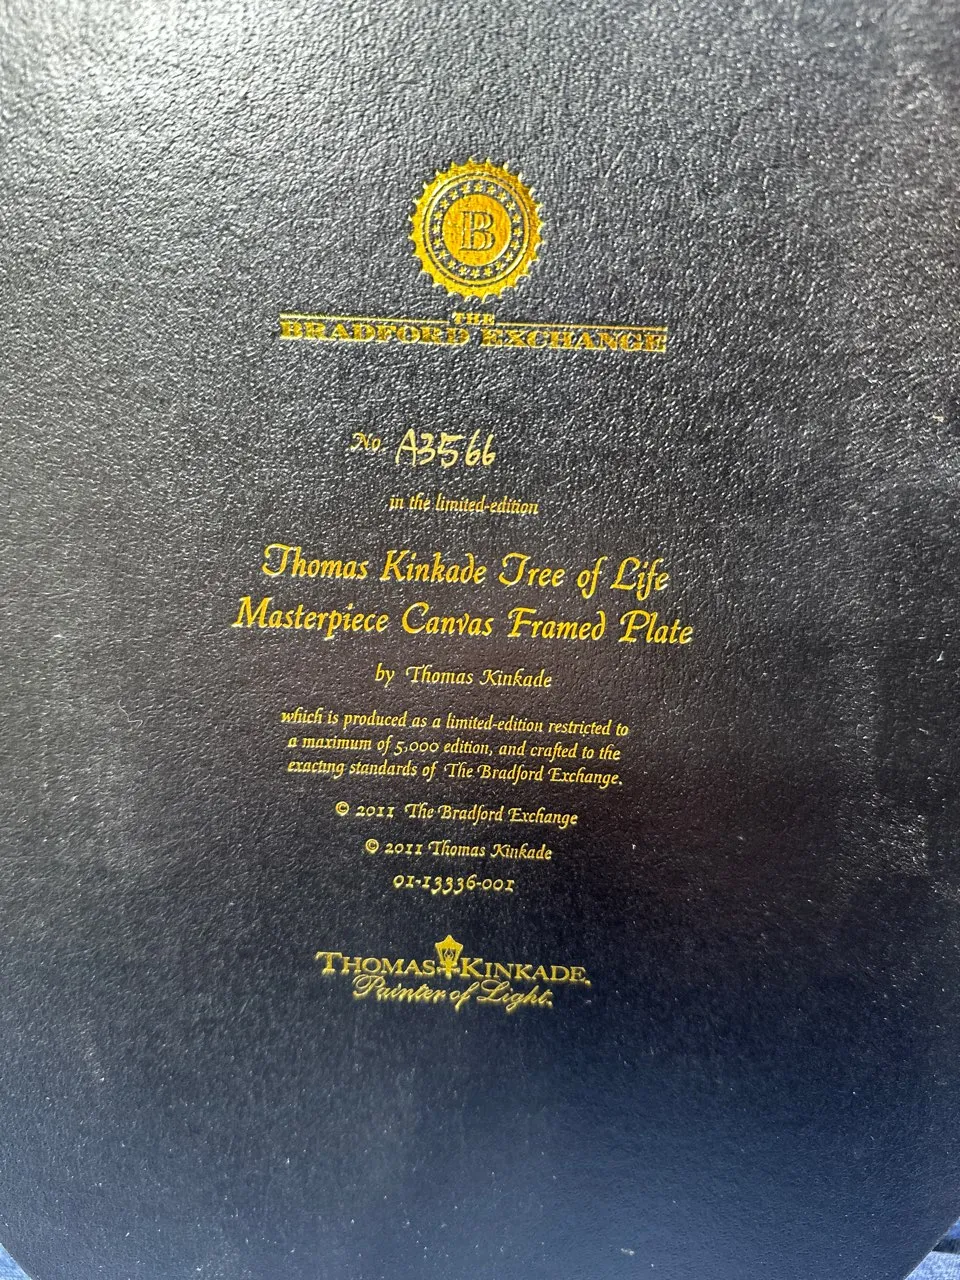 B
THE
BRADFORD EXCHANGE
No. A3566
in the limited-edition
Thomas Kinkade Tree of Life
Masterpiece Canvas Framed Plate
by Thomas Kinkade
which is produced as a limited-edition restricted to
a maximum of 5,000 edition, and crafted to the
exacting standards of The Bradford Exchange.
© 2011 The Bradford Exchange
© 2011 Thomas Kinkade
01-13336-001
THOMAS KINKADE
Painter of Light